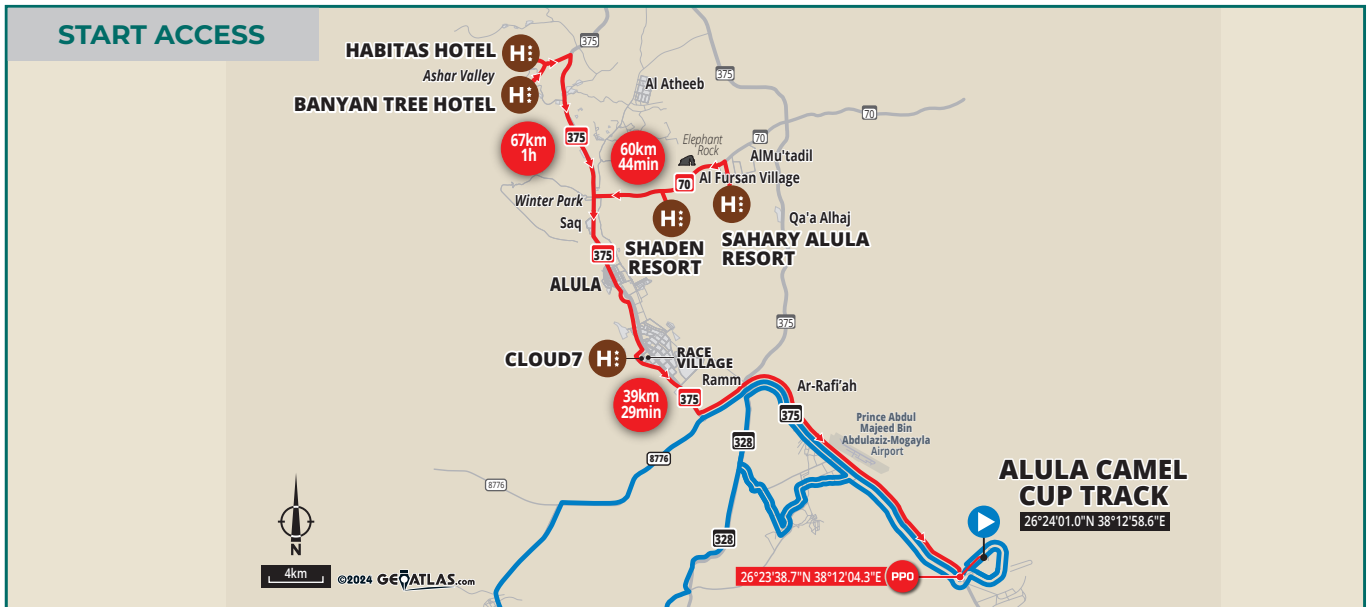 START ACCESS
HABITAS HOTEL
H
375
Ashar Valley
BANYAN TREE HOTEL
H
Al Atheeb
375
70
67km
1h
375
60km
44min
Elephant
Rock
70
AlMu'tadil
70
Al Fursan Village
Winter Park
Saq
H
H
Qa'a Alhaj
SHADEN
RESORT
SAHARY ALULA
RESORT
375
ALULA
375
CLOUD7
H
RACE
VILLAGE
Ramm
39km
29min
375
Ar-Rafi'ah
375
Prince Abdul
Majeed Bin
Abdulaziz-Mogayla
Airport
328
8776
8776
ALULA CAMEL
CUP TRACK
26°24'01.0"N 38°12'58.6"E
328
N
4km
©2024 GEOATLAS.com
26°23'38.7"N 38°12'04.3"E
PPO